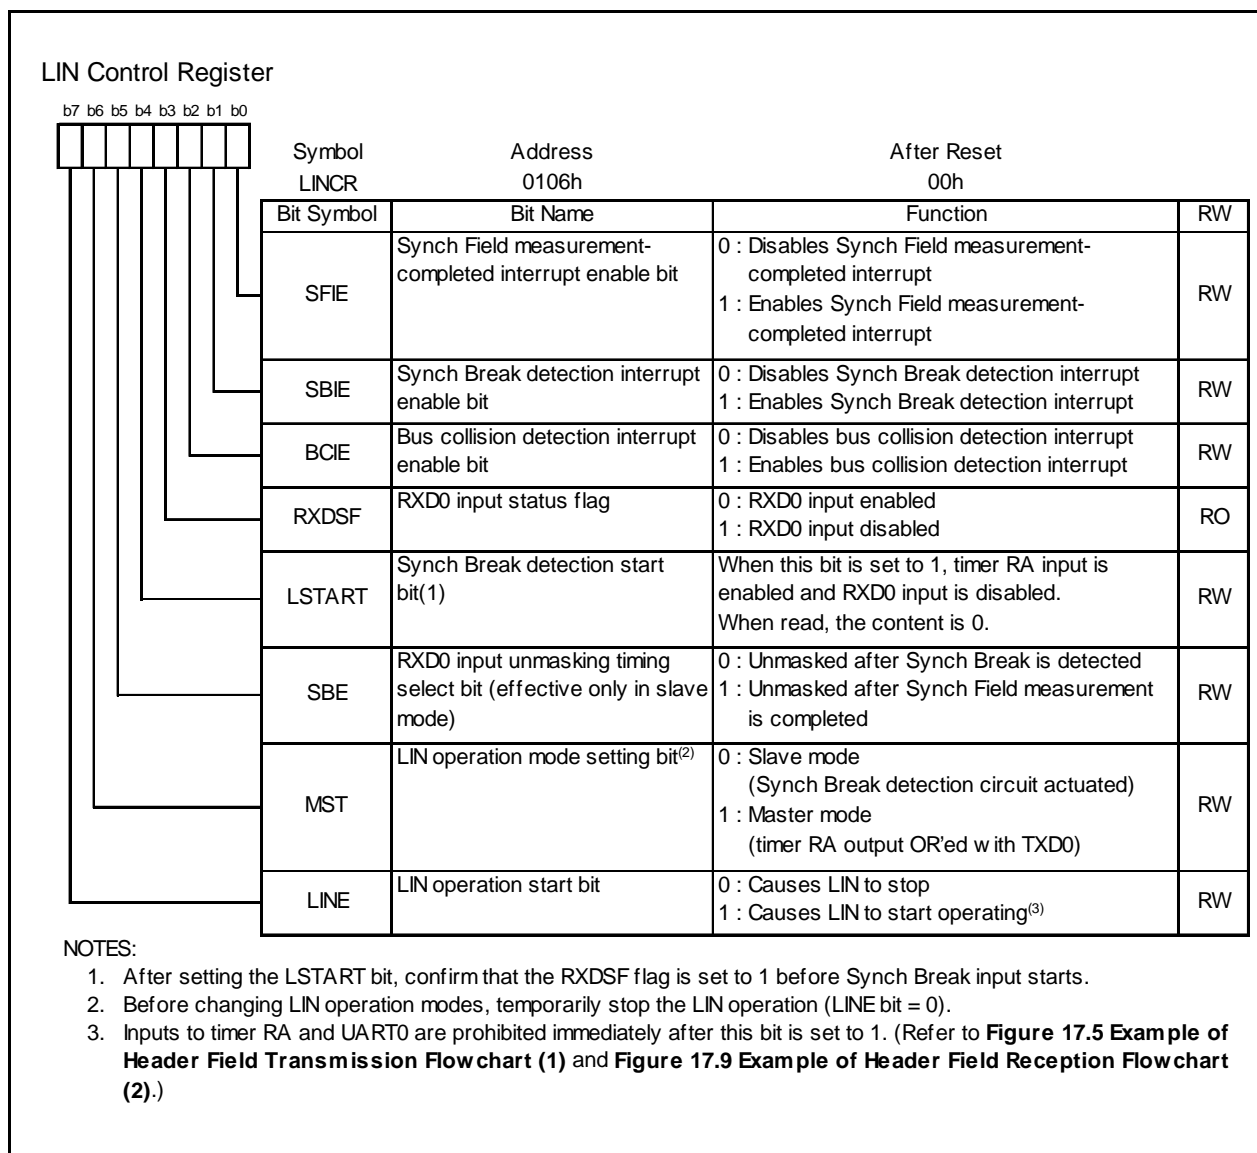 LIN Control Register
b7 b6 b5 b4 b3 b2 b1 b0
Symbol Address After Reset
LINCR 0106h 00h
Bit Symbol Bit Name Function RW
SFIE
Synch Field measurement-
completed interrupt enable bit
0 : Disables Synch Field measurement-
completed interrupt
1 : Enables Synch Field measurement-
completed interrupt
RW
SBIE
Synch Break detection interrupt
enable bit
0 : Disables Synch Break detection interrupt
1 : Enables Synch Break detection interrupt
RW
BCIE
Bus collision detection interrupt
enable bit
0 : Disables bus collision detection interrupt
1 : Enables bus collision detection interrupt
RW
RXDSF
RXD0 input status flag
0 : RXD0 input enabled
1 : RXD0 input disabled
RO
LSTART
Synch Break detection start
bit(1)
When this bit is set to 1, timer RA input is
enabled and RXD0 input is disabled.
When read, the content is 0.
RW
SBE
RXD0 input unmasking timing
select bit (effective only in slave
mode)
0 : Unmasked after Synch Break is detected
1 : Unmasked after Synch Field measurement
is completed
RW
MST
LIN operation mode setting bit(2)
0 : Slave mode
(Synch Break detection circuit actuated)
1 : Master mode
(timer RA output OR'ed with TXD0)
RW
LINE
LIN operation start bit
0 : Causes LIN to stop
1 : Causes LIN to start operating(3)
RW
NOTES:
1. After setting the LSTART bit, confirm that the RXDSF flag is set to 1 before Synch Break input starts.
2. Before changing LIN operation modes, temporarily stop the LIN operation (LINE bit = 0).
3. Inputs to timer RA and UART0 are prohibited immediately after this bit is set to 1. (Refer to Figure 17.5 Example of
Header Field Transmission Flowchart (1) and Figure 17.9 Example of Header Field Reception Flowchart
(2).)